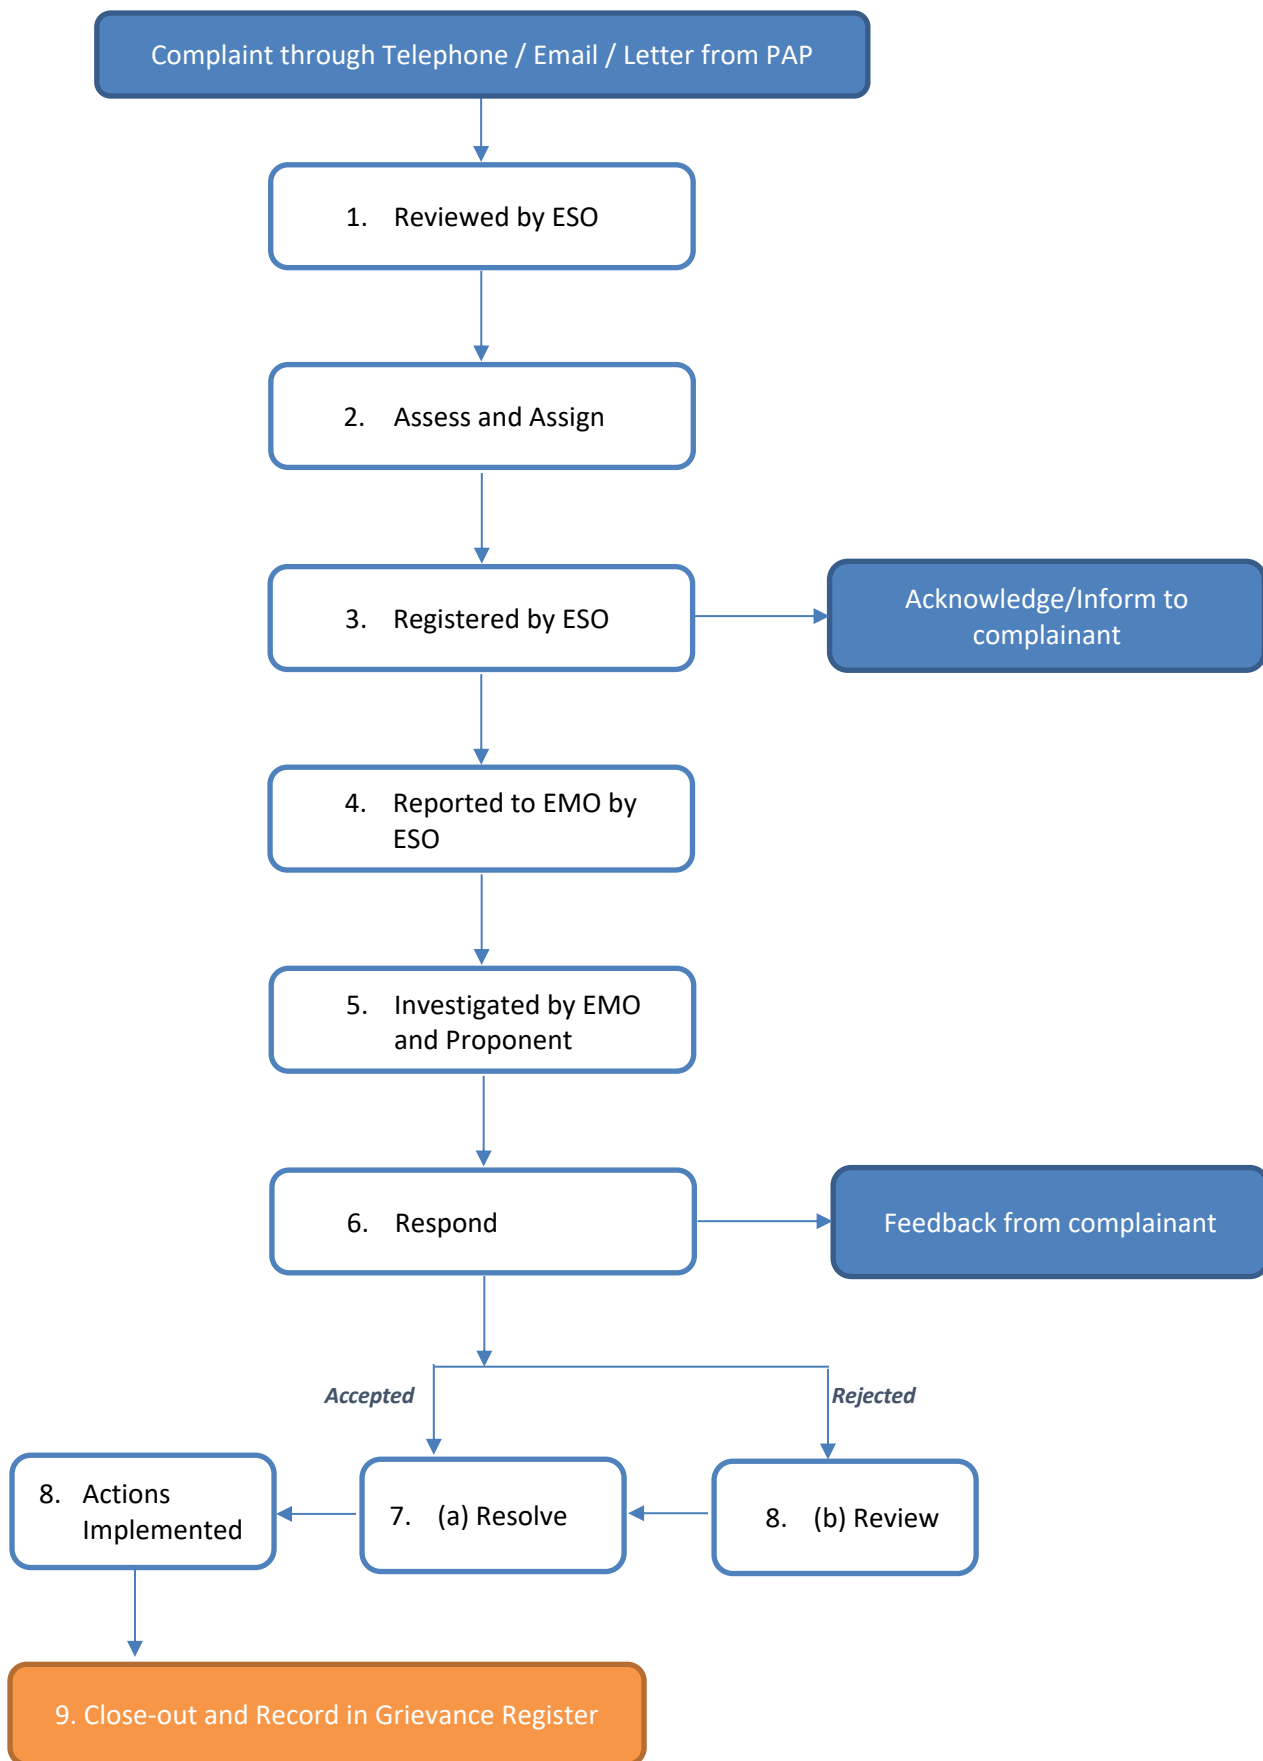 Complaint through Telephone / Email / Letter from PAP
1. Reviewed by ESO
2. Assess and Assign
3. Registered by ESO
Acknowledge/Inform to
complainant
4. Reported to EMO by
ESO
5. Investigated by EMO
and Proponent
6. Respond
Feedback from complainant
Accepted
Rejected
8. Actions
Implemented
7. (a) Resolve
8. (b) Review
9. Close-out and Record in Grievance Register